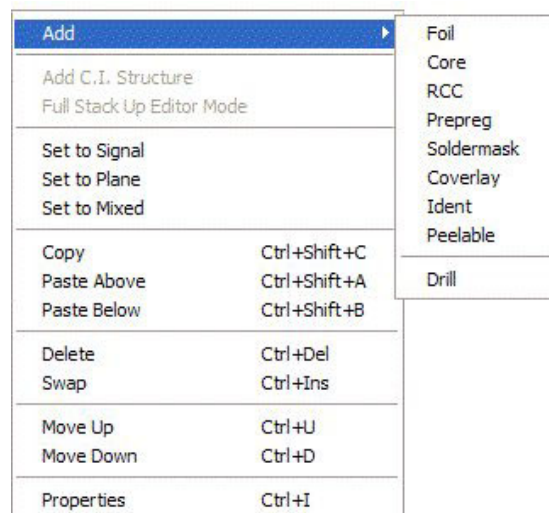 Add
Add C.I. Structure
Full Stack Up Editor Mode
Set to Signal
Set to Plane
Set to Mixed
Copy Ctrl+Shift+C
Paste Above Ctrl+Shift+A
Paste Below Ctrl+Shift+B
Delete Ctrl+Del
Swap Ctrl+Ins
Move Up Ctrl+U
Move Down Ctrl+D
Properties Ctrl+I
Foil
Core
RCC
Prepreg
Soldermask
Coverlay
Ident
Peelable
Drill